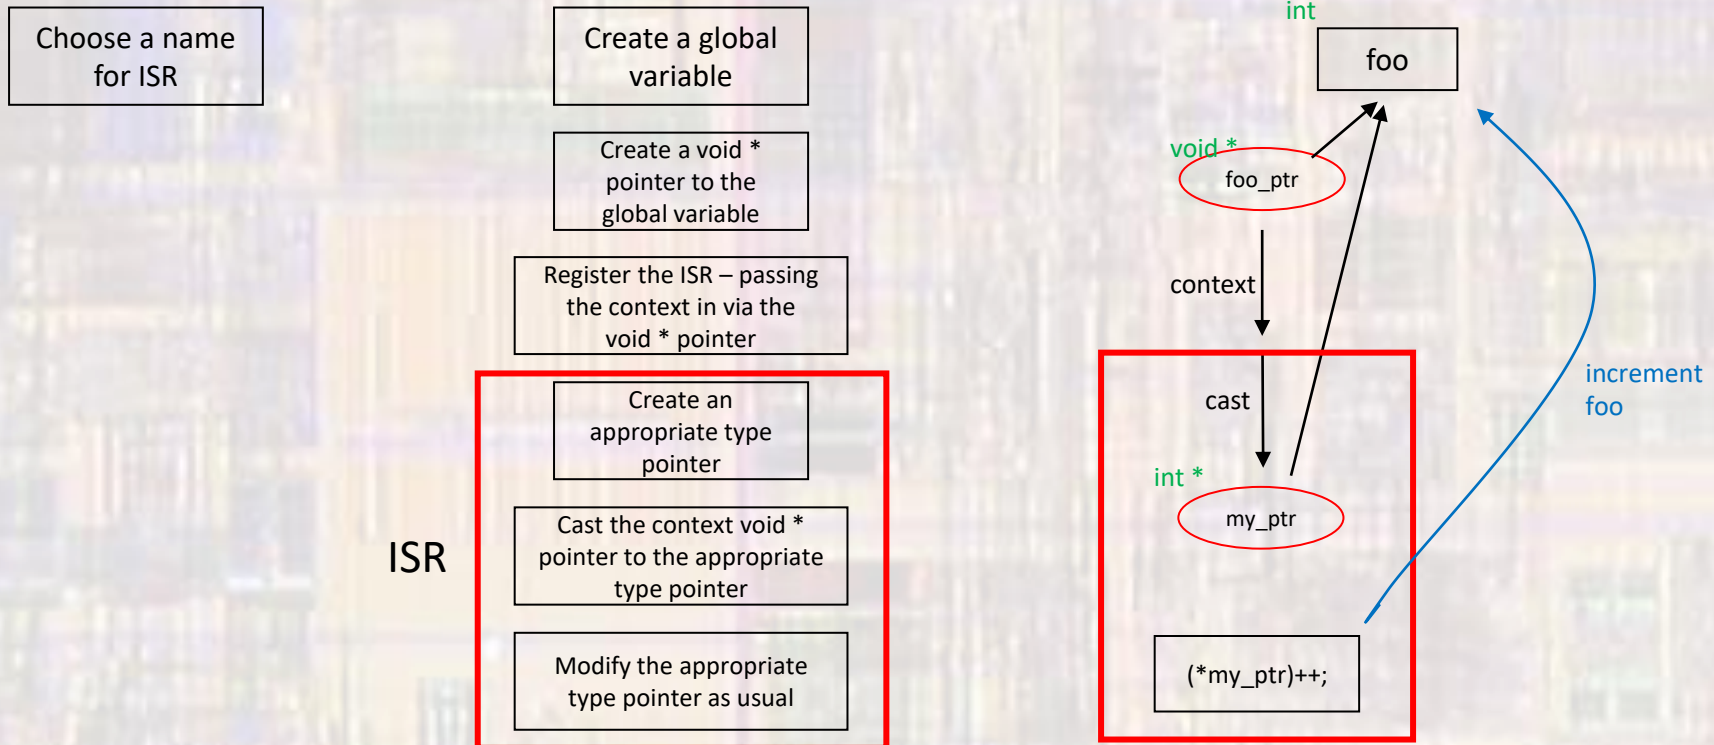 Choose a name
for ISR
Create a global
variable
Create a void *
pointer to the
global variable
Register the ISR – passing
the context in via the
void * pointer
ISR
Create an
appropriate type
pointer
Cast the context void *
pointer to the appropriate
type pointer
Modify the appropriate
type pointer as usual
int
foo
void *
foo_ptr
context
cast
int *
my_ptr
(*my_ptr)++;
increment
foo